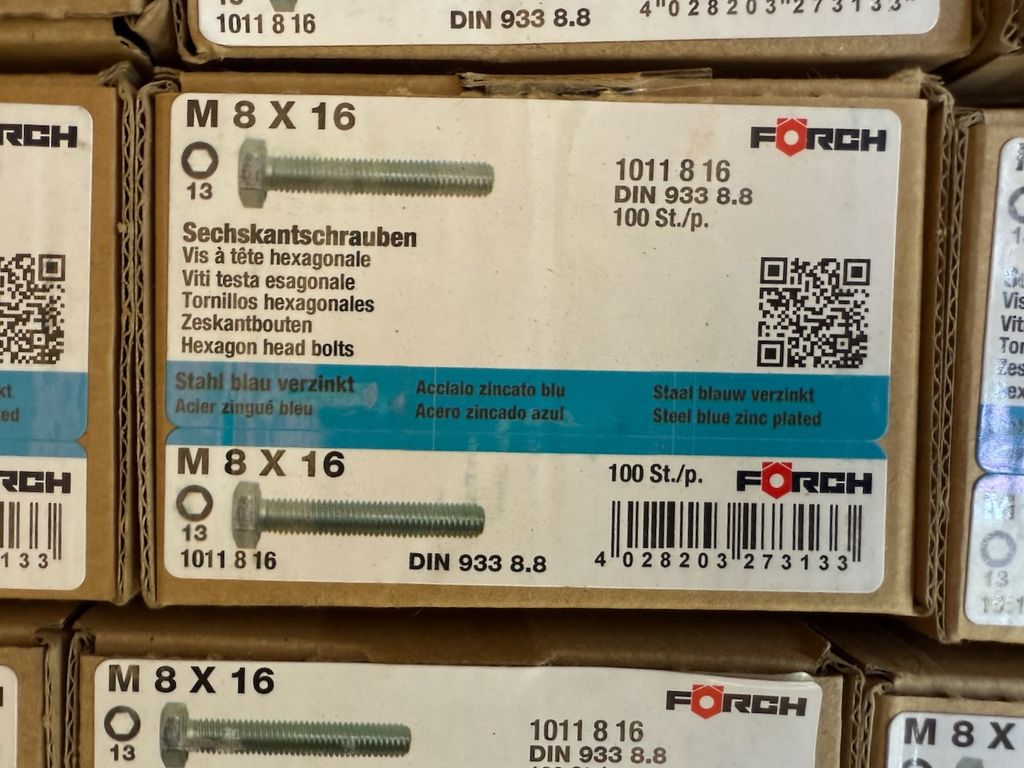 1011 8 16
DIN 933 8.8
4 028203 273133
M 8 X 16
FÖRCH
13
1011 8 16
DIN 933 8.8
100 St./p.
Sechskantschrauben
Vis à tête hexagonale
Viti testa esagonale
Tornillos hexagonales
Zeskantbouten
Hexagon head bolts
Stahl blau verzinkt
Acciaio zincato blu
Staal blauw verzinkt
Acier zingué bleu
Acero zincado azul
Steel blue zinc plated
M 8 X 16
100 St./p.
FÖRCH
13
1011 8 16
DIN 933 8.8
4 028203 273133
M 8 X 16
FÖRCH
13
1011 8 16
DIN 933 8.8
M 8 X